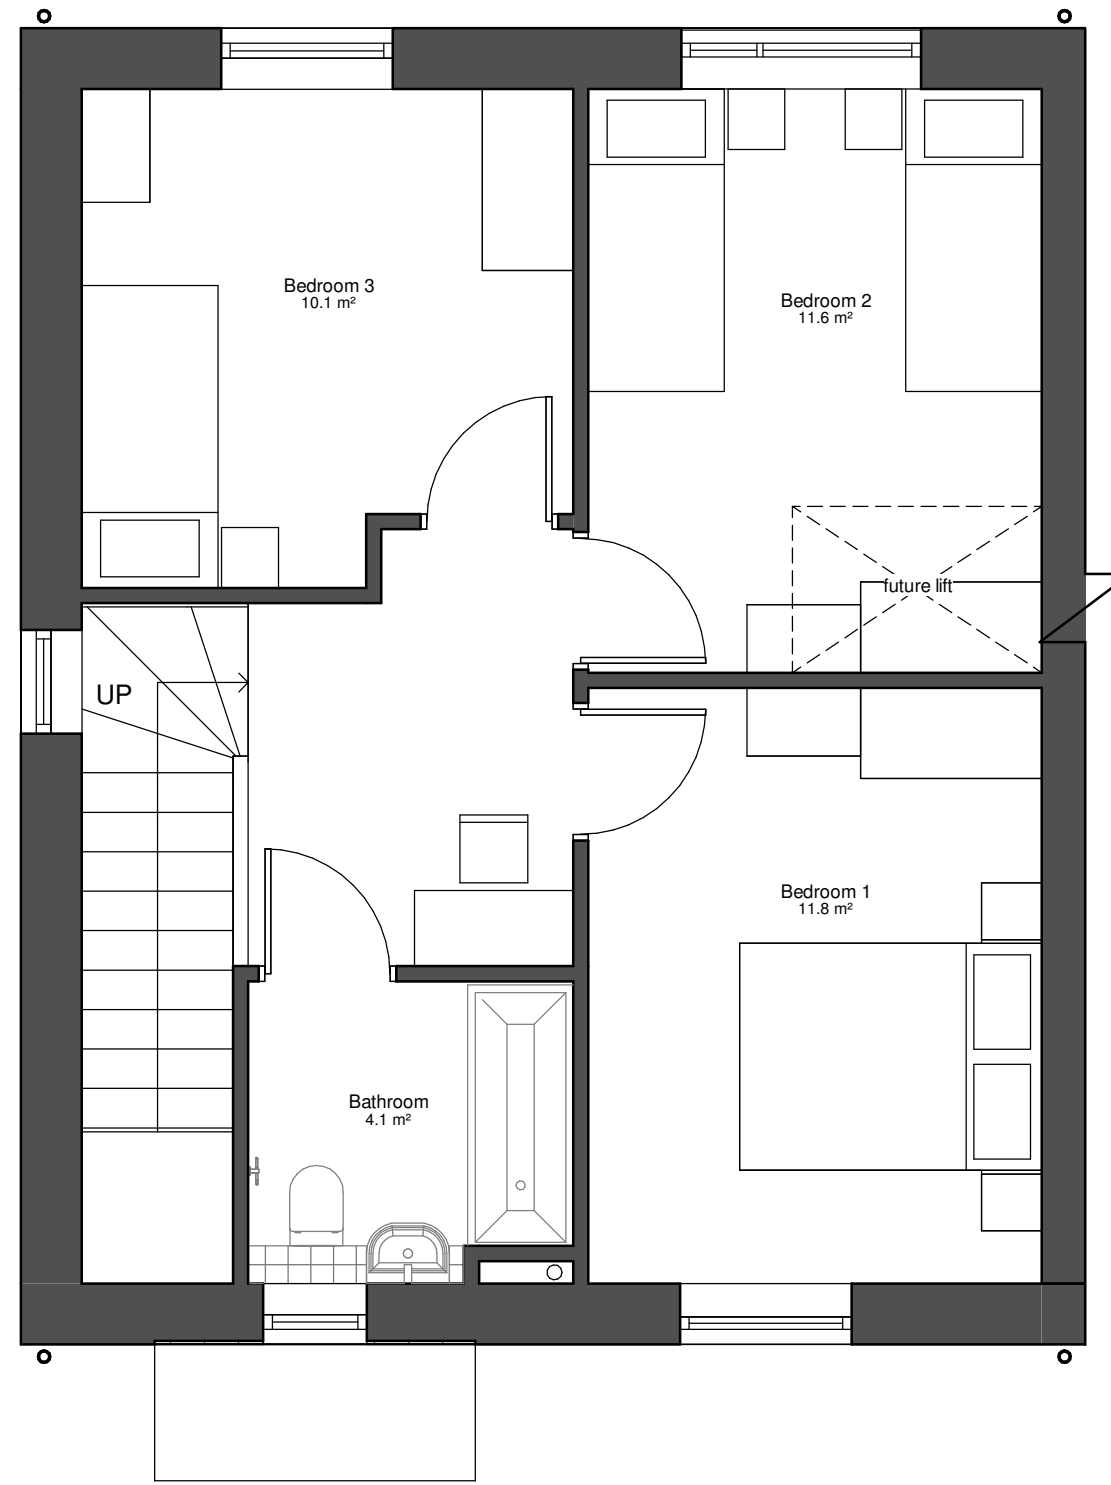 Bedroom 3
10.1 m²
Bedroom 2
11.6 m²
future lift
UP
Bedroom 1
11.8 m²
Bathroom
4.1 m²